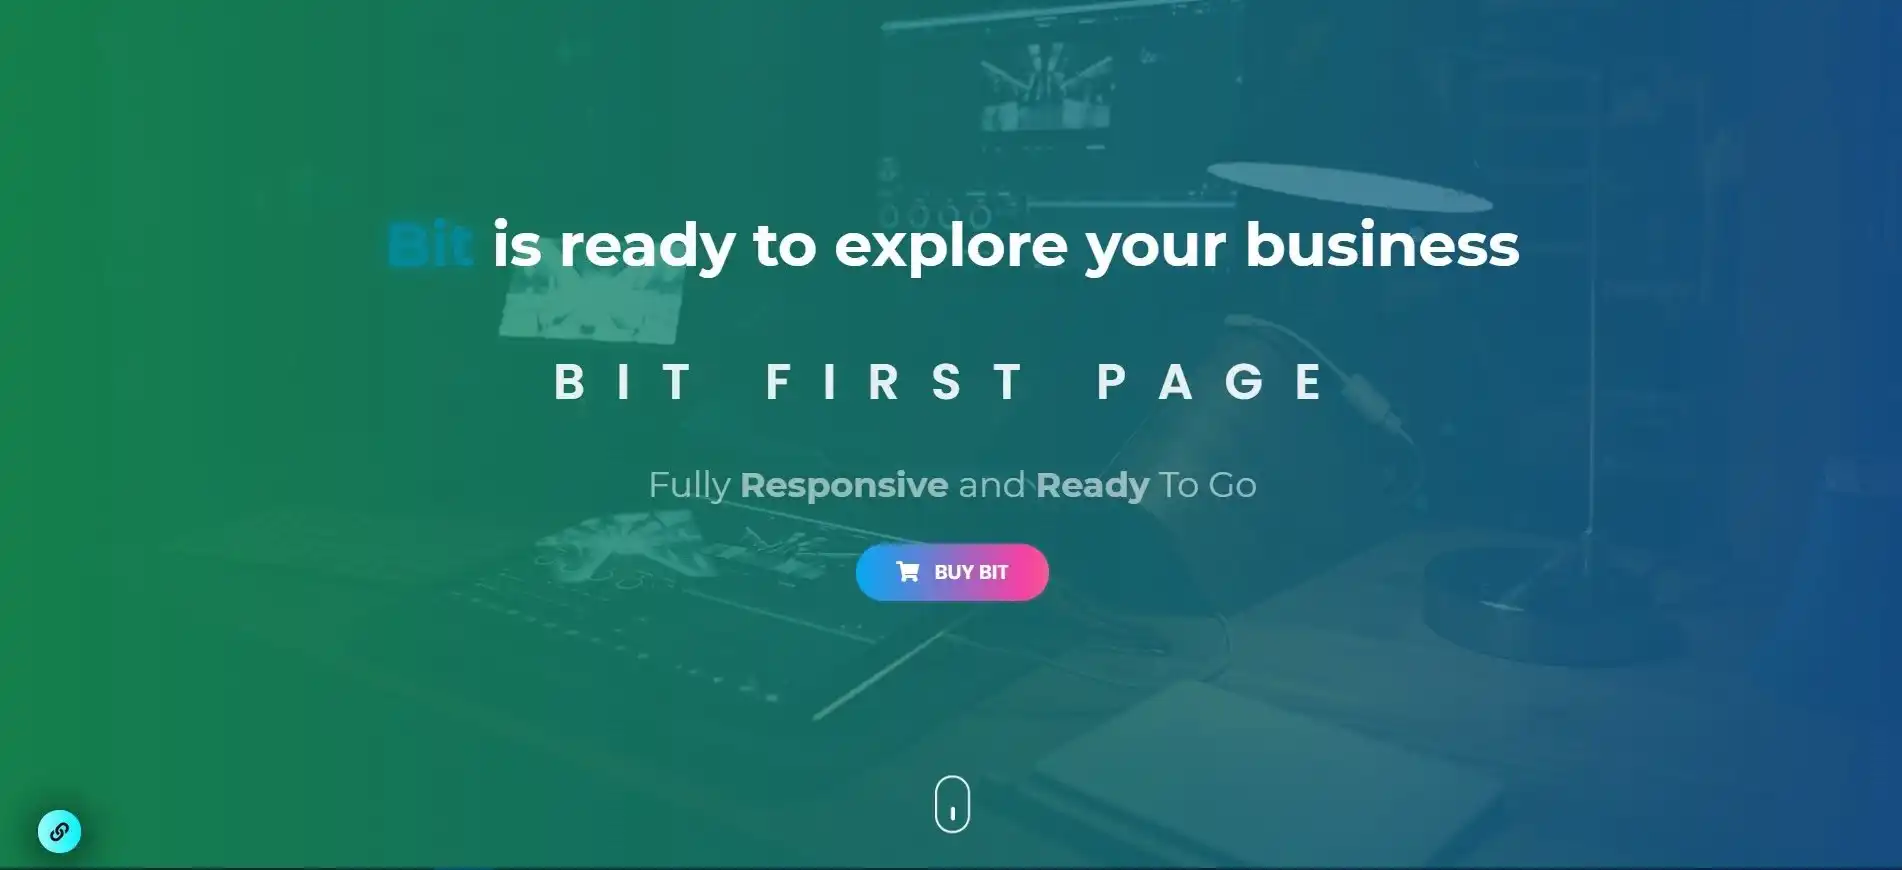 Bit is ready to explore your business
BIT FIRST PAGE
Fully Responsive and Ready To Go
BUY BIT